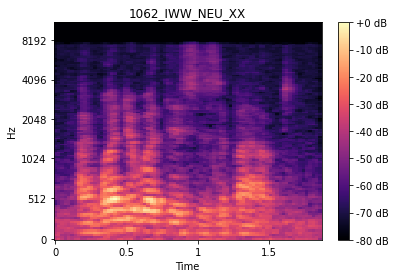 1062_IWW_NEU_XX
+0 dB
8192
-10 dB
4096
-20 dB
-30 dB
2048
Hz
-40 dB
1024
-50 dB
512
-60 dB
-70 dB
0
-80 dB
0 0.5 1 1.5
Time